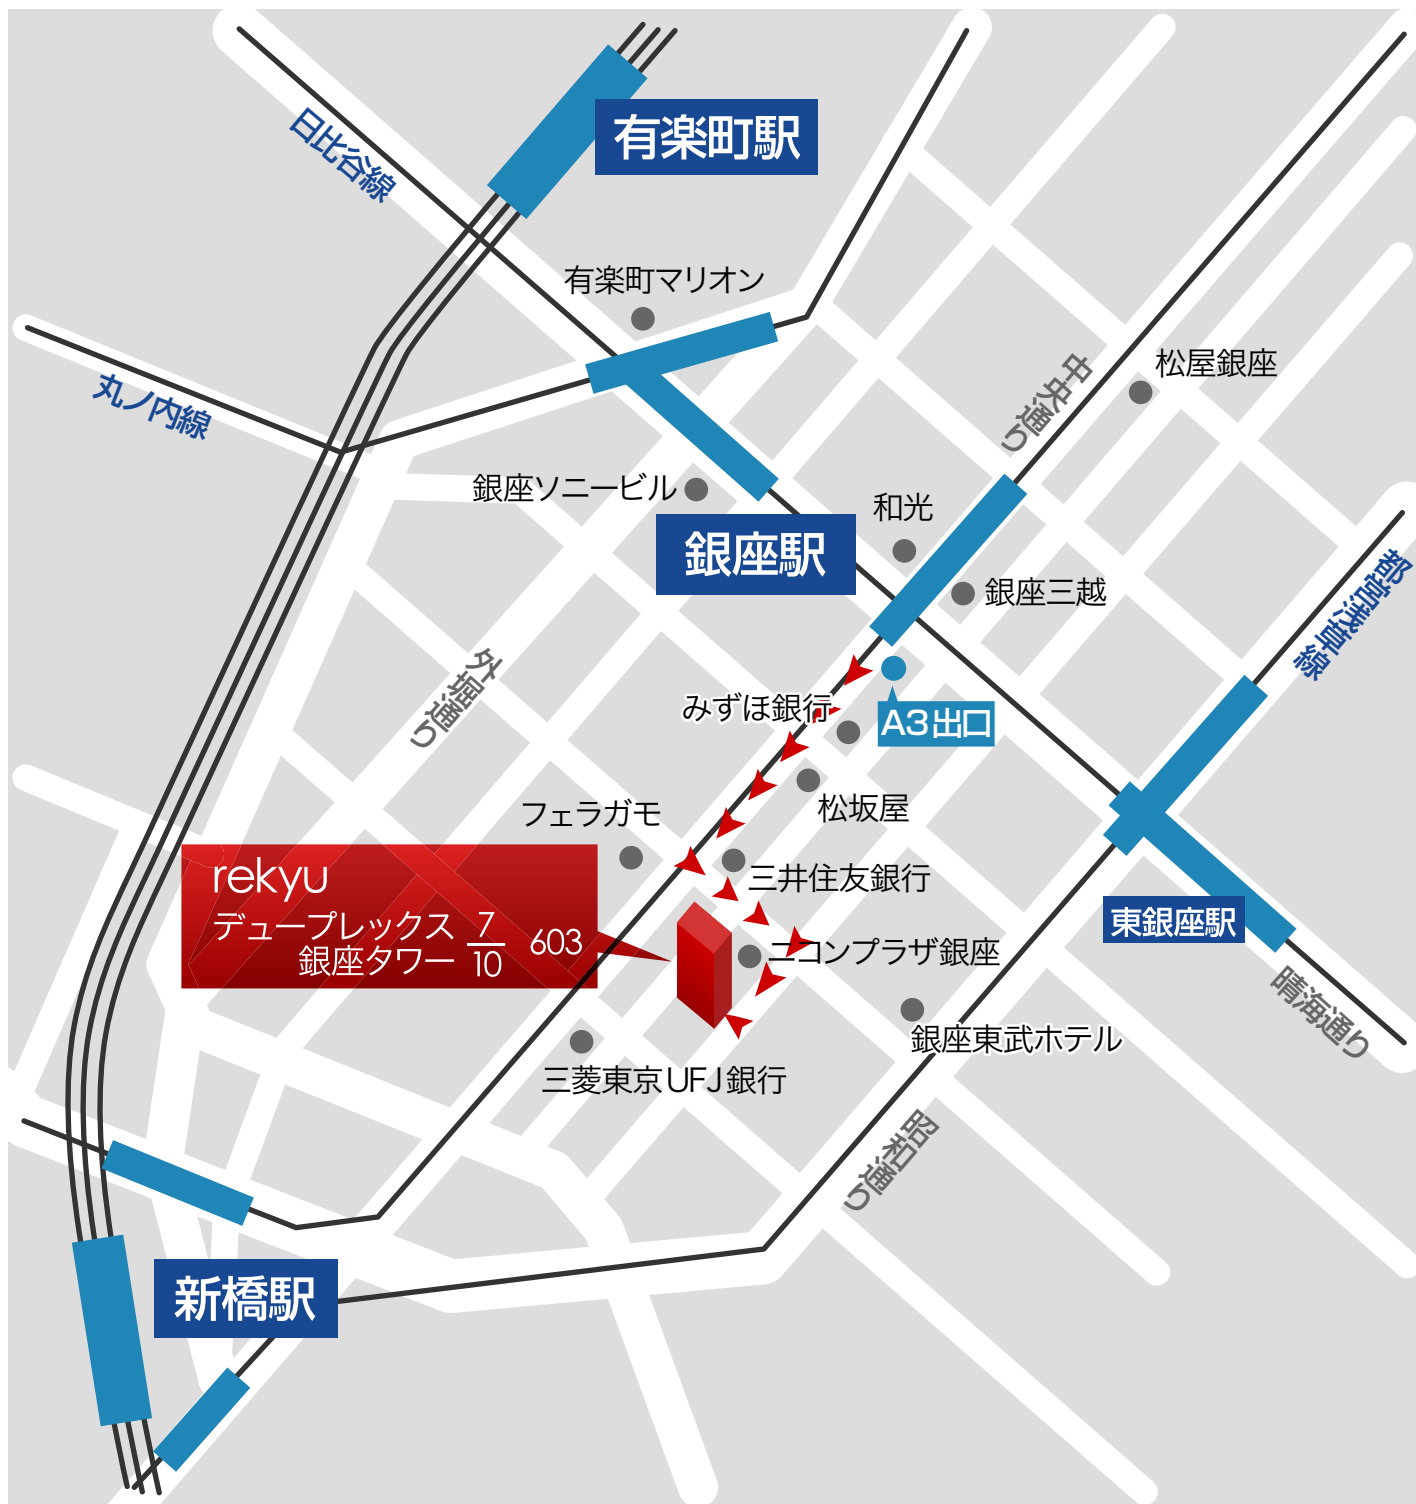 有楽町駅
日比谷線
有楽町マリオン
丸ノ内線
中央通り
松屋銀座
銀座ソニービル
和光
銀座駅
銀座三越
都営浅草線
外堀通り
みずほ銀行
A3出口
松坂屋
フェラガモ
三井住友銀行
rekyu
デュープレックス
銀座タワー 7/10 603
東銀座駅
ニコンプラザ銀座
晴海通り
銀座東武ホテル
三菱東京UFJ銀行
昭和通り
新橋駅